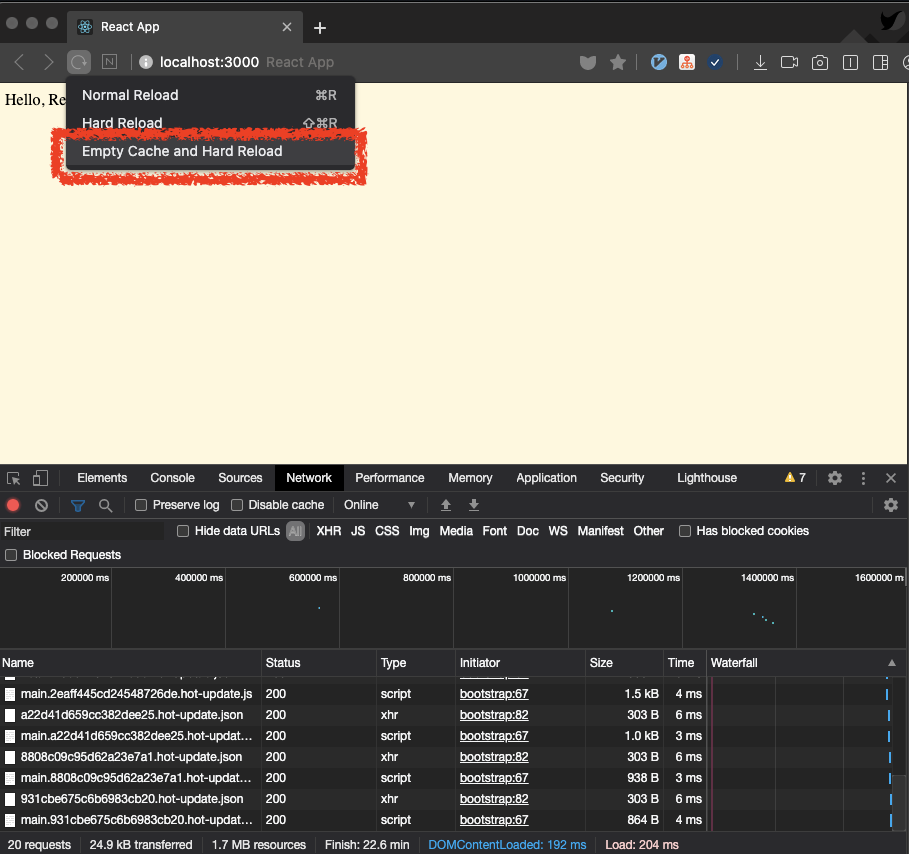 React App
localhost:3000 React App
Hello, Re
Normal Reload ⌘R
Hard Reload ⇧⌘R
Empty Cache and Hard Reload
Elements Console Sources Network Performance Memory Application Security Lighthouse 7
Preserve log Disable cache Online
Filter Hide data URLs All XHR JS CSS Img Media Font Doc WS Manifest Other Has blocked cookies
Blocked Requests
200000 ms 400000 ms 600000 ms 800000 ms 1000000 ms 1200000 ms 1400000 ms 1600000 m
Name Status Type Initiator Size Time Waterfall
main.2eaff445cd24548726de.hot-update.js 200 script bootstrap:67 1.5 kB 4 ms
a22d41d659cc382dee25.hot-update.json 200 xhr bootstrap:82 303 B 6 ms
main.a22d41d659cc382dee25.hot-updat... 200 script bootstrap:67 1.0 kB 3 ms
8808c09c95d62a23e7a1.hot-update.json 200 xhr bootstrap:82 303 B 6 ms
main.8808c09c95d62a23e7a1.hot-updat... 200 script bootstrap:67 938 B 3 ms
931cbe675c6b6983cb20.hot-update.json 200 xhr bootstrap:82 303 B 6 ms
main.931cbe675c6b6983cb20.hot-updat... 200 script bootstrap:67 864 B 4 ms
20 requests 24.9 kB transferred 1.7 MB resources Finish: 22.6 min DOMContentLoaded: 192 ms Load: 204 ms